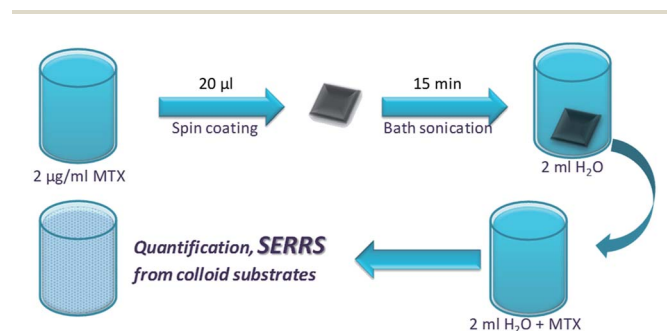 20 µl
15 min
Spin coating
Bath sonication
2 µg/ml MTX
2 ml H₂O
Quantification, SERRS
from colloid substrates
2 ml H₂O + MTX